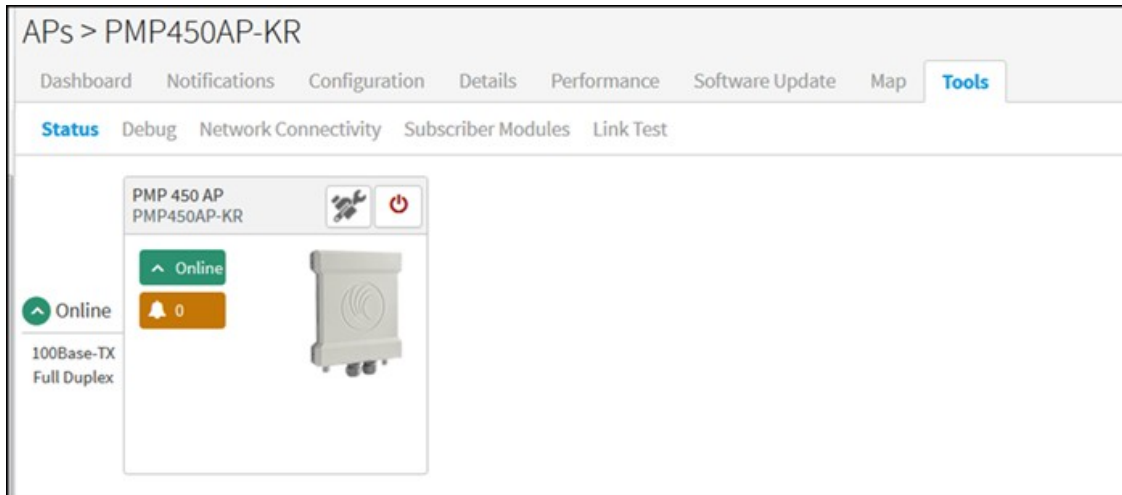 APs > PMP450AP-KR
Dashboard Notifications Configuration Details Performance Software Update Map Tools
Status Debug Network Connectivity Subscriber Modules Link Test
PMP 450 AP
PMP450AP-KR
Online
0
Online
100Base-TX
Full Duplex